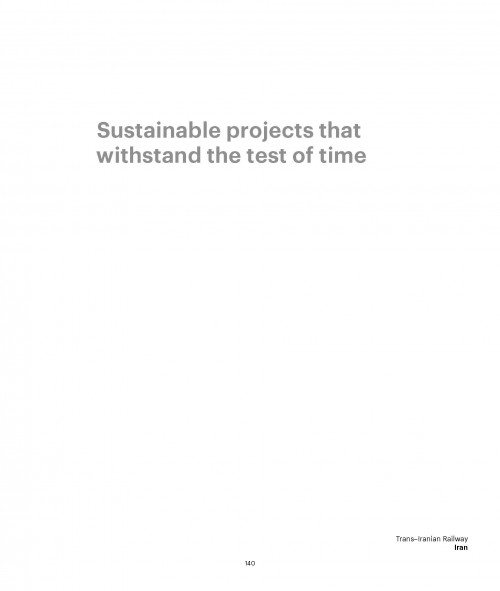 Sustainable projects that
withstand the test of time
Trans–Iranian Railway
Iran
140